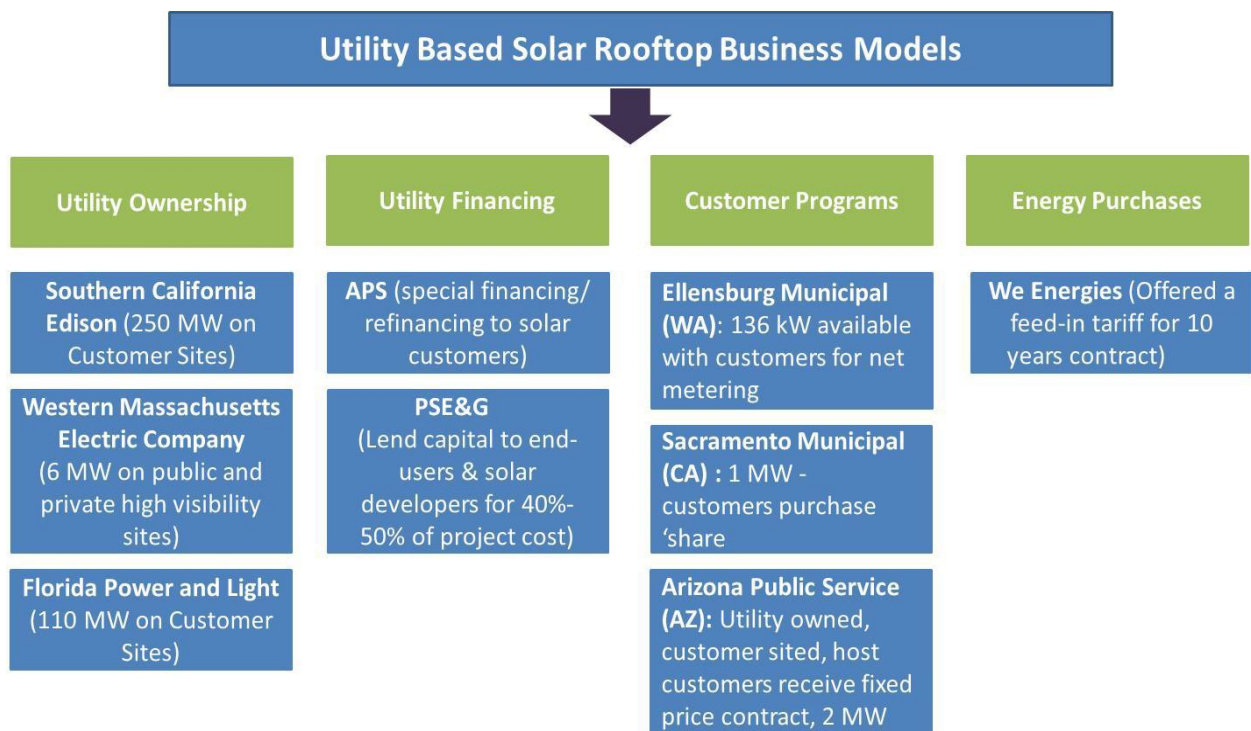 Utility Based Solar Rooftop Business Models
Utility Ownership
Southern California
Edison (250 MW on
Customer Sites)
Western Massachusetts
Electric Company
(6 MW on public and
private high visibility
sites)
Florida Power and Light
(110 MW on Customer
Sites)
Utility Financing
APS (special financing/
refinancing to solar
customers)
PSE&G
(Lend capital to end-
users & solar
developers for 40%-
50% of project cost)
Customer Programs
Ellensburg Municipal
(WA): 136 kW available
with customers for net
metering
Sacramento Municipal
(CA) : 1 MW -
customers purchase
‘share
Arizona Public Service
(AZ): Utility owned,
customer sited, host
customers receive fixed
price contract, 2 MW
Energy Purchases
We Energies (Offered a
feed-in tariff for 10
years contract)